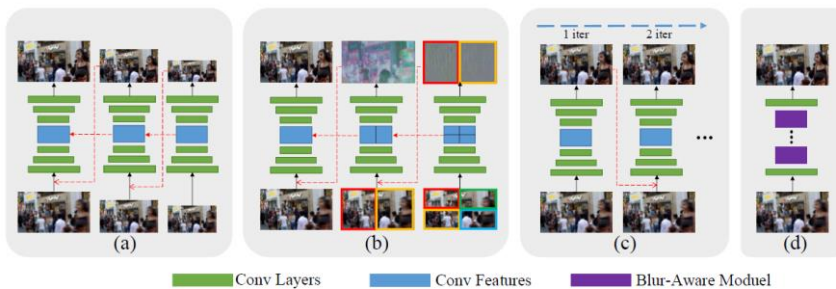 1 iter 2 iter
(a) (b) (c) (d)
Conv Layers Conv Features Blur-Aware Moduel